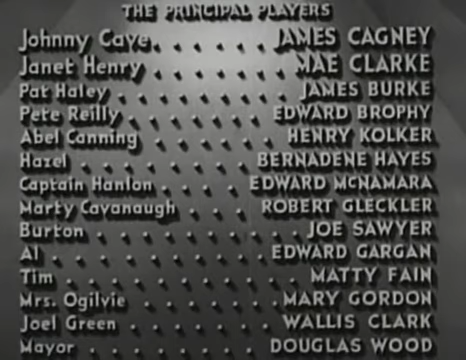 THE PRINCIPAL PLAYERS
Johnny Cave. . . . . . JAMES CAGNEY
Janet Henry . . . . . . MAE CLARKE
Pat Haley . . . . . . . JAMES BURKE
Pete Reilly . . . . . . EDWARD BROPHY
Abel Canning . . . . . HENRY KOLKER
Hazel . . . . . . . BERNADENE HAYES
Captain Hanlon . . . . EDWARD MCNAMARA
Marty Cavanaugh . . . . ROBERT GLECKLER
Burton . . . . . . . . . JOE SAWYER
Al . . . . . . . . . EDWARD GARGAN
Tim . . . . . . . . . . MATTY FAIN
Mrs. Ogilvie . . . . . . MARY GORDON
Joel Green . . . . . . WALLIS CLARK
Mayor . . . . . . . DOUGLAS WOOD